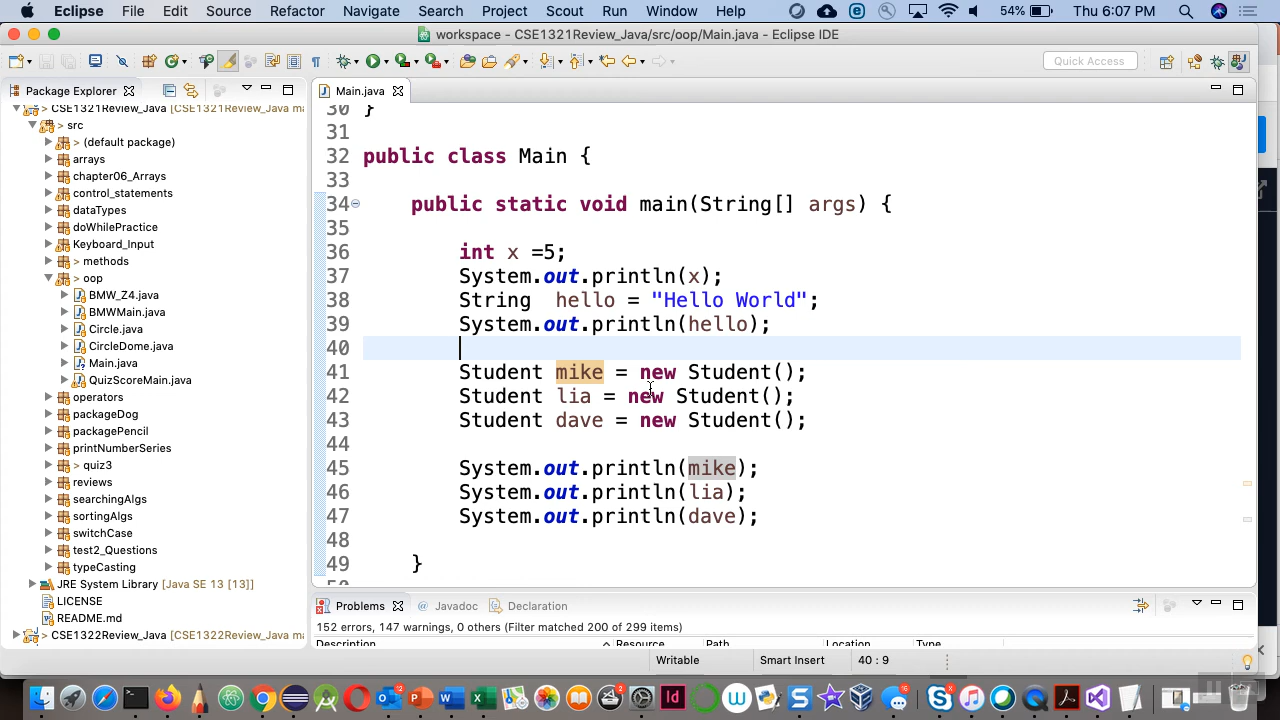 Eclipse File Edit Source Refactor Navigate Search Project Scout Run Window Help 54% Thu 6:07 PM
workspace - CSE1321Review_Java/src/oop/Main.java - Eclipse IDE
Quick Access
Package Explorer
Main.java
> CSE1321Review_Java [CSE1321Review_Java ma
> src
> (default package)
arrays
chapter06_Arrays
control_statements
dataTypes
doWhilePractice
Keyboard_Input
> methods
> oop
BMW_Z4.java
BMWMain.java
Circle.java
CircleDome.java
Main.java
QuizScoreMain.java
operators
packageDog
packagePencil
printNumberSeries
> quiz3
reviews
searchingAlgs
sortingAlgs
switchCase
test2_Questions
typeCasting
JRE System Library [Java SE 13 [13]]
LICENSE
README.md
> CSE1322Review_Java [CSE1322Review_Java ma
30 }
31
32 public class Main {
33
34 public static void main(String[] args) {
35
36 int x =5;
37 System.out.println(x);
38 String  hello = "Hello World";
39 System.out.println(hello);
40
41 Student mike = new Student();
42 Student lia = new Student();
43 Student dave = new Student();
44
45 System.out.println(mike);
46 System.out.println(lia);
47 System.out.println(dave);
48
49 }
Problems @ Javadoc Declaration
152 errors, 147 warnings, 0 others (Filter matched 200 of 299 items)
Description Resource Path Location Type
Writable Smart Insert 40 : 9